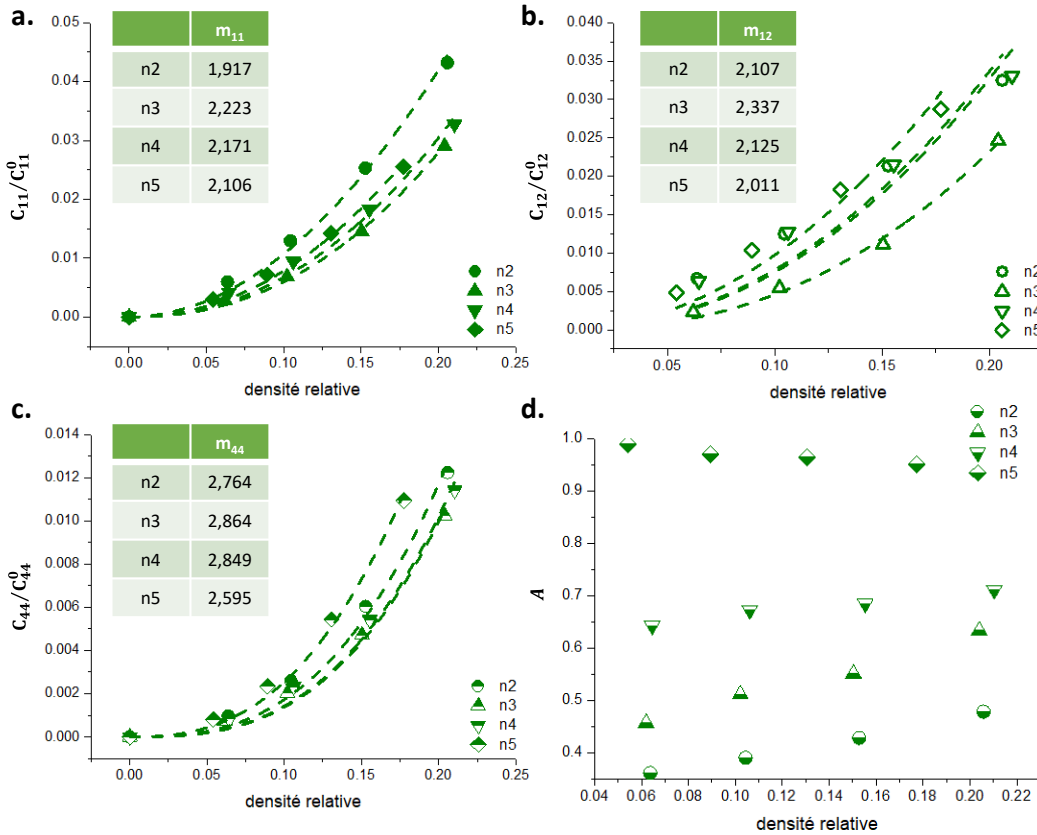 a.
m11
n2 1,917
n3 2,223
n4 2,171
n5 2,106
C11/C⁰11
0.05
0.04
0.03
0.02
0.01
0.00
0.00 0.05 0.10 0.15 0.20 0.25
densité relative
n2
n3
n4
n5
b.
m12
n2 2,107
n3 2,337
n4 2,125
n5 2,011
C12/C⁰12
0.040
0.035
0.030
0.025
0.020
0.015
0.010
0.005
0.000
0.05 0.10 0.15 0.20
densité relative
n2
n3
n4
n5
c.
m44
n2 2,764
n3 2,864
n4 2,849
n5 2,595
C44/C⁰44
0.014
0.012
0.010
0.008
0.006
0.004
0.002
0.000
0.00 0.05 0.10 0.15 0.20 0.25
densité relative
n2
n3
n4
n5
d.
n2
n3
n4
n5
A
1.0
0.9
0.8
0.7
0.6
0.5
0.4
0.04 0.06 0.08 0.10 0.12 0.14 0.16 0.18 0.20 0.22
densité relative